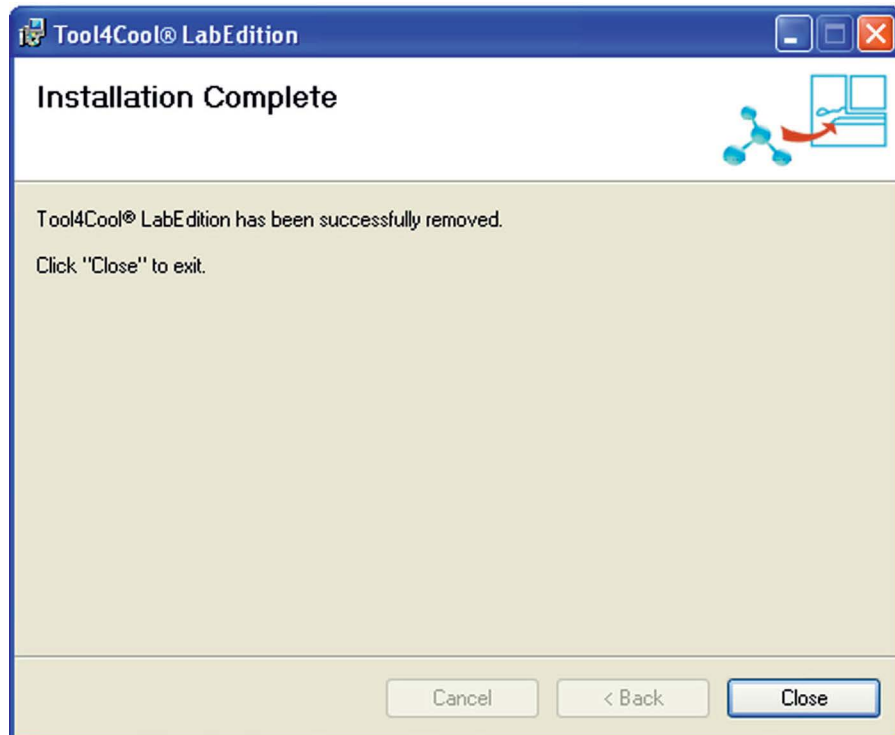 Tool4Cool® LabEdition
Installation Complete
Tool4Cool® LabEdition has been successfully removed.
Click "Close" to exit.
Cancel
< Back
Close